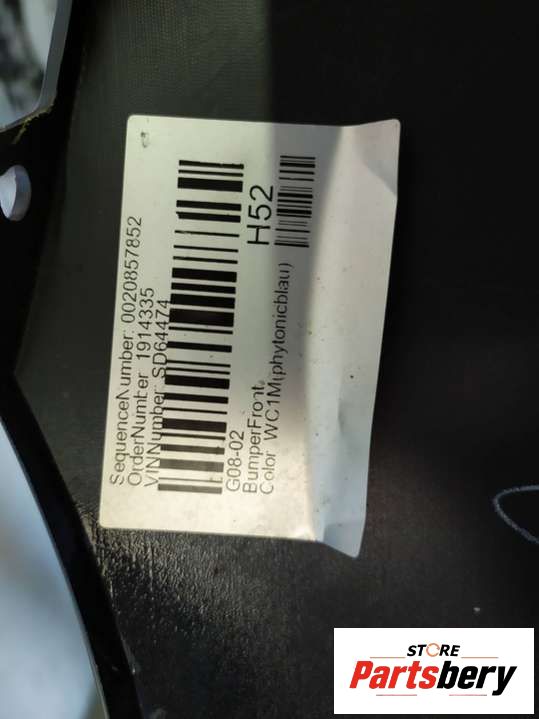 SequenceNumber: 0020857852
OrderNumber 1914335
VINNumber: SD64474
G08-02
BumperFront
Color WC1M(phytonicblau)
H52
STORE
Partsbery